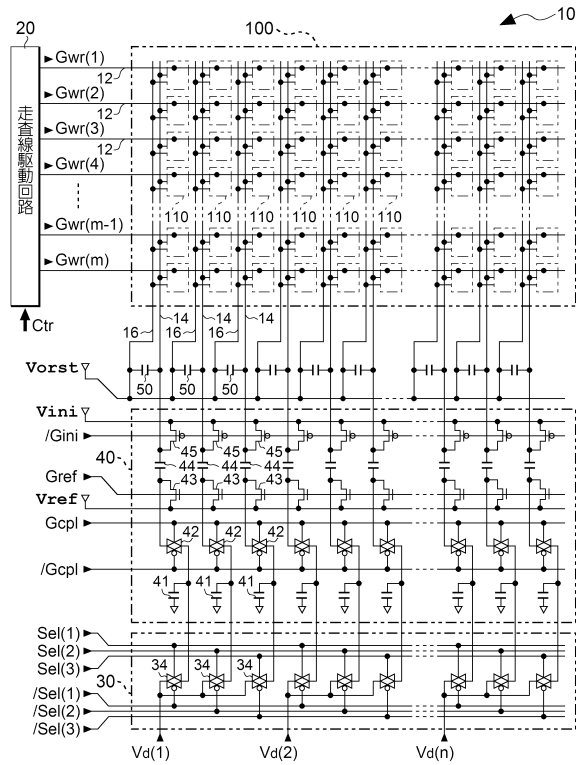 10
20
100
Gwr(1)
12
Gwr(2)
12
Gwr(3)
12
Gwr(4)
走査線駆動回路
110 110 110 110 110 110
Gwr(m-1)
Gwr(m)
Ctr
16 14 16 14 16 14
Vorst
50 50 50
Vini
/Gini
45 45 45
40
44 44 44
Gref
43 43 43
Vref
Gcpl
42 42 42
/Gcpl
41 41 41
Sel(1)
Sel(2)
Sel(3)
34 34 34
30
/Sel(1)
/Sel(2)
/Sel(3)
Vd(1) Vd(2) Vd(n)